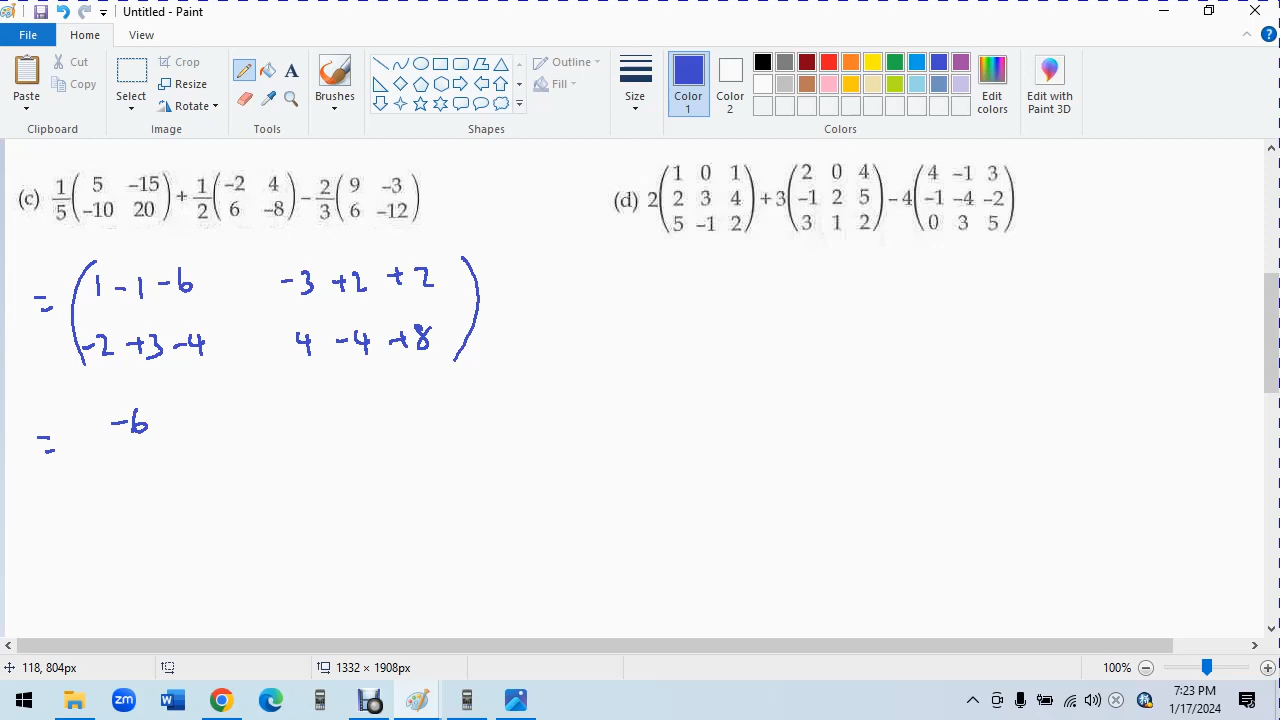 Untitled - Paint
File Home View
Paste Cut Copy Clipboard
Select Crop Resize Rotate Image
A Tools
Brushes
Outline Fill Shapes
Size
Color 1 Color 2 Edit colors Colors
Edit with Paint 3D
(c) 1/5 ( 5 -15 -10 20 ) + 1/2 ( -2 4 6 -8 ) - 2/3 ( 9 -3 6 -12 )
(d) 2 ( 1 0 1 2 3 4 5 -1 2 ) + 3 ( 2 0 4 -1 2 5 3 1 2 ) - 4 ( 4 -1 3 -1 -4 -2 0 3 5 )
= ( 1 -1 -6 -3 +2 +2
-2 +3 -4 4 -4 +8 )
= -6
118, 804px 1332 × 1908px 100%
zm W 7:23 PM
1/17/2024